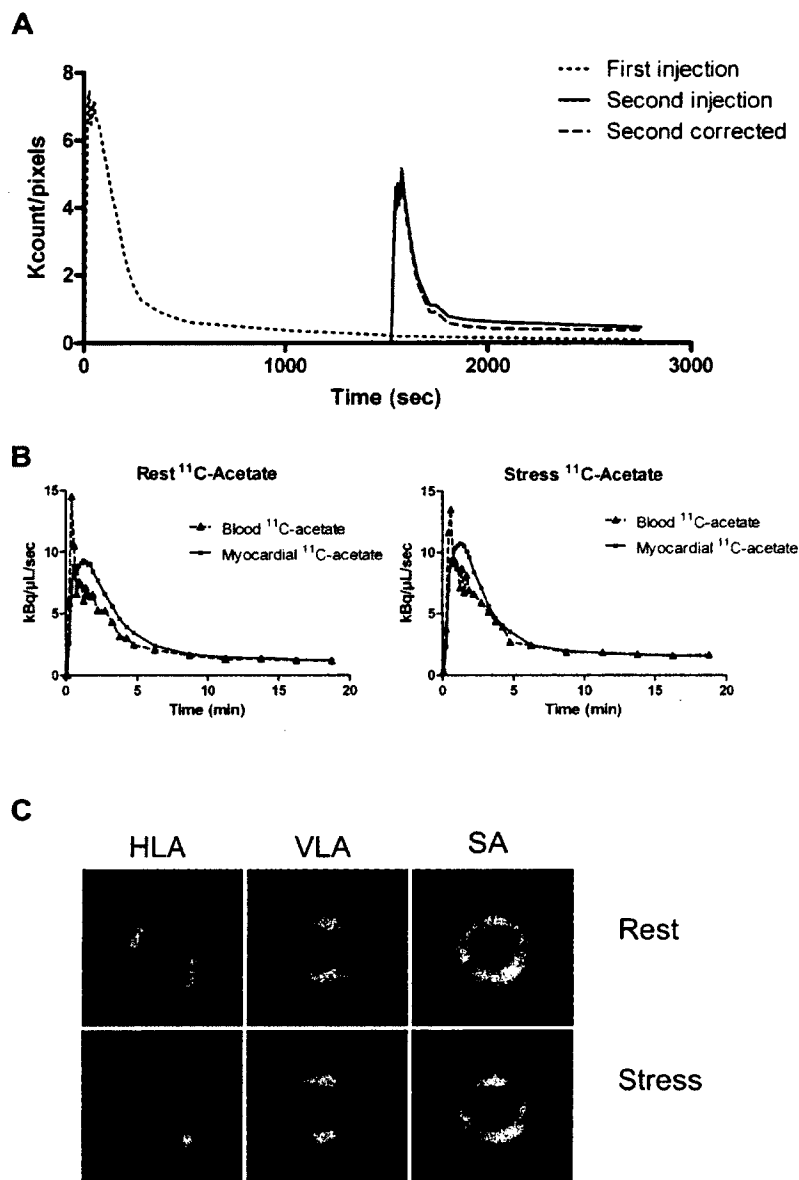 A
First injection
Second injection
Second corrected
8
6
4
2
0
Kcount/pixels
0 1000 2000 3000
Time (sec)
B
Rest ¹¹C-Acetate
15
10
5
0
kBq/µL/sec
Blood ¹¹C-acetate
Myocardial ¹¹C-acetate
0 5 10 15 20
Time (min)
Stress ¹¹C-Acetate
15
10
5
0
kBq/µL/sec
Blood ¹¹C-acetate
Myocardial ¹¹C-acetate
0 5 10 15 20
Time (min)
C
HLA VLA SA
Rest
Stress